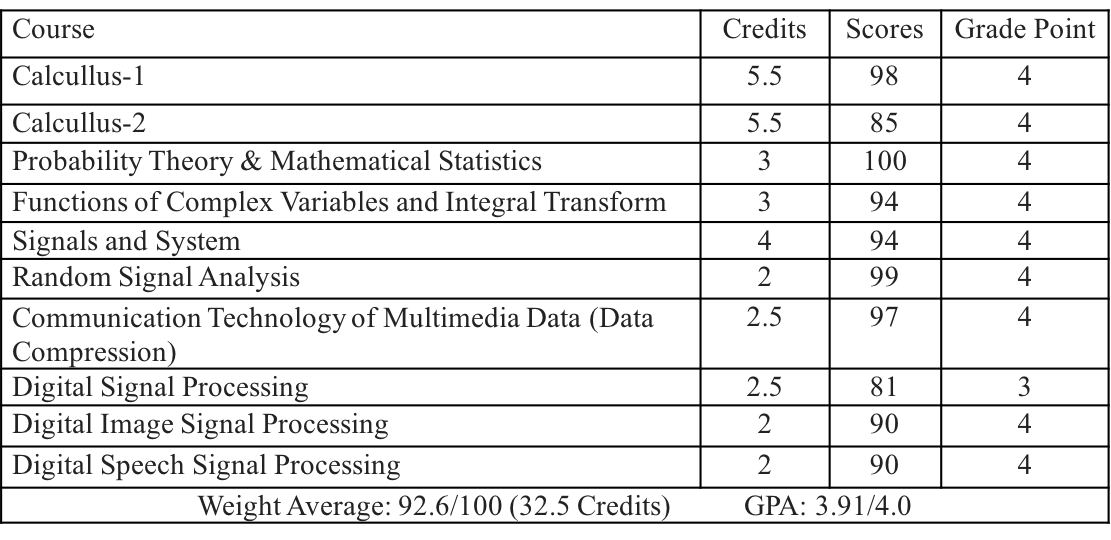 Course Credits Scores Grade Point
Calcullus-1 5.5 98 4
Calcullus-2 5.5 85 4
Probability Theory & Mathematical Statistics 3 100 4
Functions of Complex Variables and Integral Transform 3 94 4
Signals and System 4 94 4
Random Signal Analysis 2 99 4
Communication Technology of Multimedia Data (Data 2.5 97 4
Compression)
Digital Signal Processing 2.5 81 3
Digital Image Signal Processing 2 90 4
Digital Speech Signal Processing 2 90 4
Weight Average: 92.6/100 (32.5 Credits) GPA: 3.91/4.0